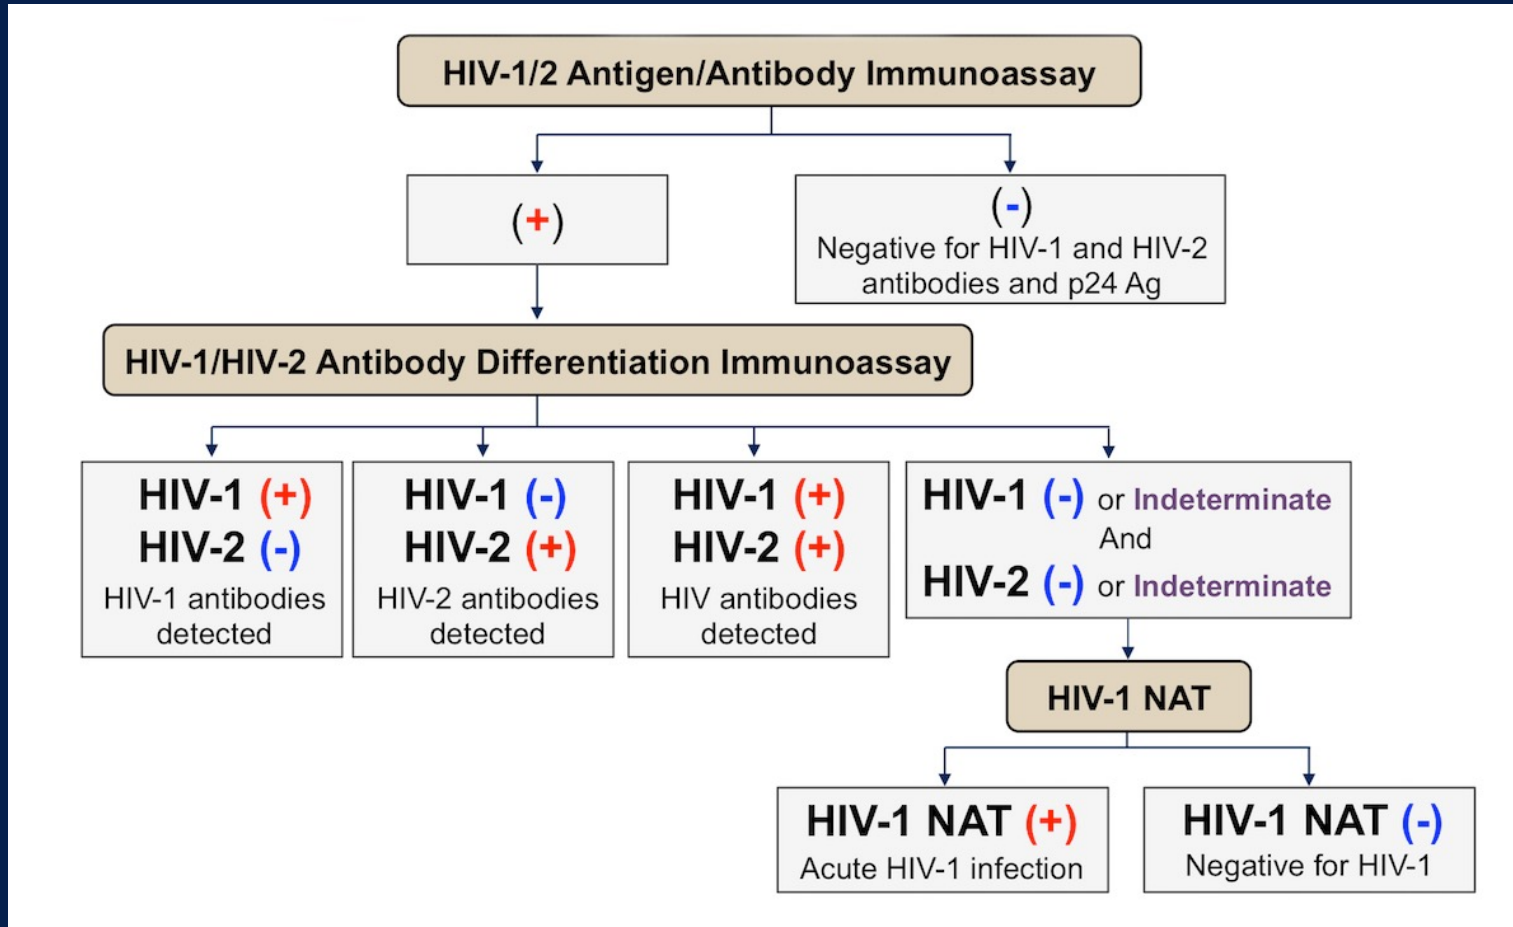 HIV-1/2 Antigen/Antibody Immunoassay
(+)
(-)
Negative for HIV-1 and HIV-2
antibodies and p24 Ag
HIV-1/HIV-2 Antibody Differentiation Immunoassay
HIV-1 (+)
HIV-2 (-)
HIV-1 antibodies
detected
HIV-1 (-)
HIV-2 (+)
HIV-2 antibodies
detected
HIV-1 (+)
HIV-2 (+)
HIV antibodies
detected
HIV-1 (-) or Indeterminate
And
HIV-2 (-) or Indeterminate
HIV-1 NAT
HIV-1 NAT (+)
Acute HIV-1 infection
HIV-1 NAT (-)
Negative for HIV-1